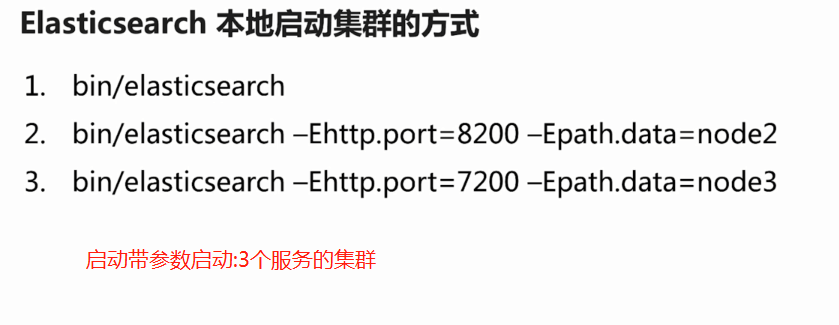 Elasticsearch 本地启动集群的方式
1. bin/elasticsearch
2. bin/elasticsearch –Ehttp.port=8200 –Epath.data=node2
3. bin/elasticsearch –Ehttp.port=7200 –Epath.data=node3
启动带参数启动:3个服务的集群